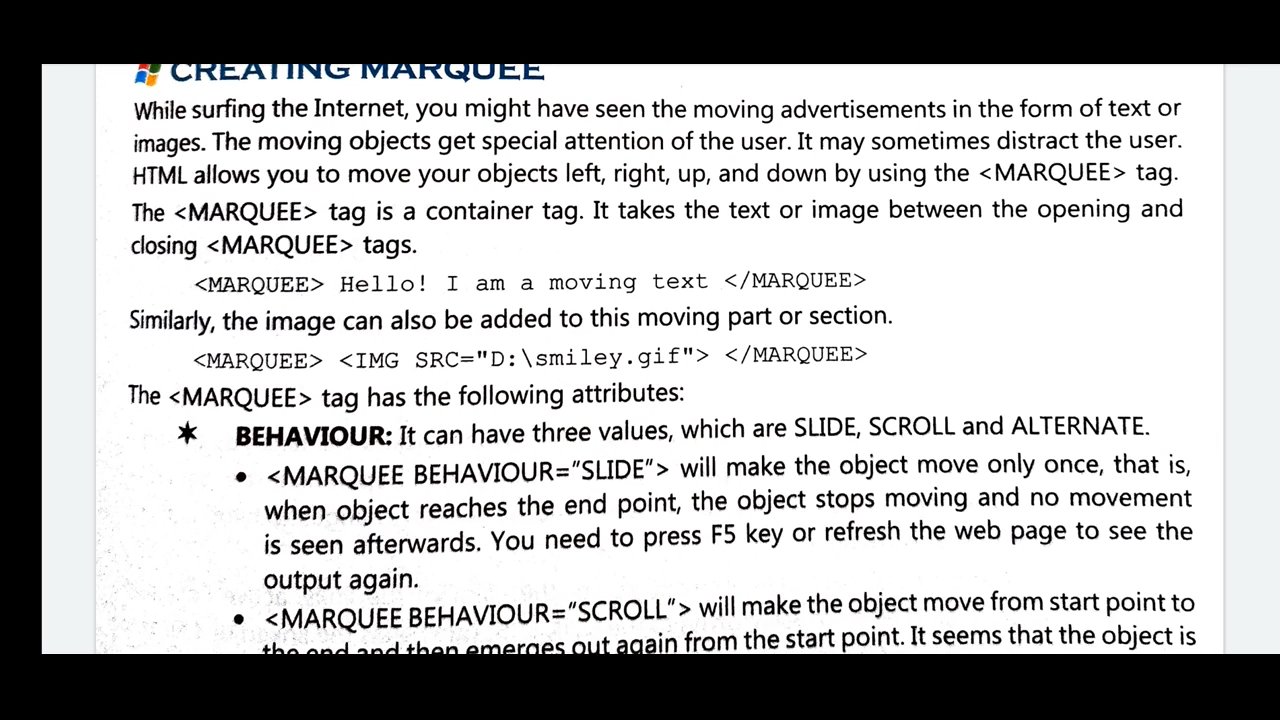 CREATING MARQUEE
While surfing the Internet, you might have seen the moving advertisements in the form of text or
images. The moving objects get special attention of the user. It may sometimes distract the user.
HTML allows you to move your objects left, right, up, and down by using the <MARQUEE> tag.
The <MARQUEE> tag is a container tag. It takes the text or image between the opening and
closing <MARQUEE> tags.
<MARQUEE> Hello! I am a moving text </MARQUEE>
Similarly, the image can also be added to this moving part or section.
<MARQUEE> <IMG SRC="D:\smiley.gif"> </MARQUEE>
The <MARQUEE> tag has the following attributes:
✶ BEHAVIOUR: It can have three values, which are SLIDE, SCROLL and ALTERNATE.
• <MARQUEE BEHAVIOUR="SLIDE"> will make the object move only once, that is,
when object reaches the end point, the object stops moving and no movement
is seen afterwards. You need to press F5 key or refresh the web page to see the
output again.
• <MARQUEE BEHAVIOUR="SCROLL"> will make the object move from start point to
the end and then emerges out again from the start point. It seems that the object is